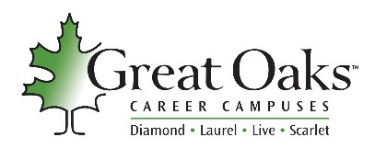 Great Oaks™
CAREER CAMPUSES
Diamond • Laurel • Live • Scarlet